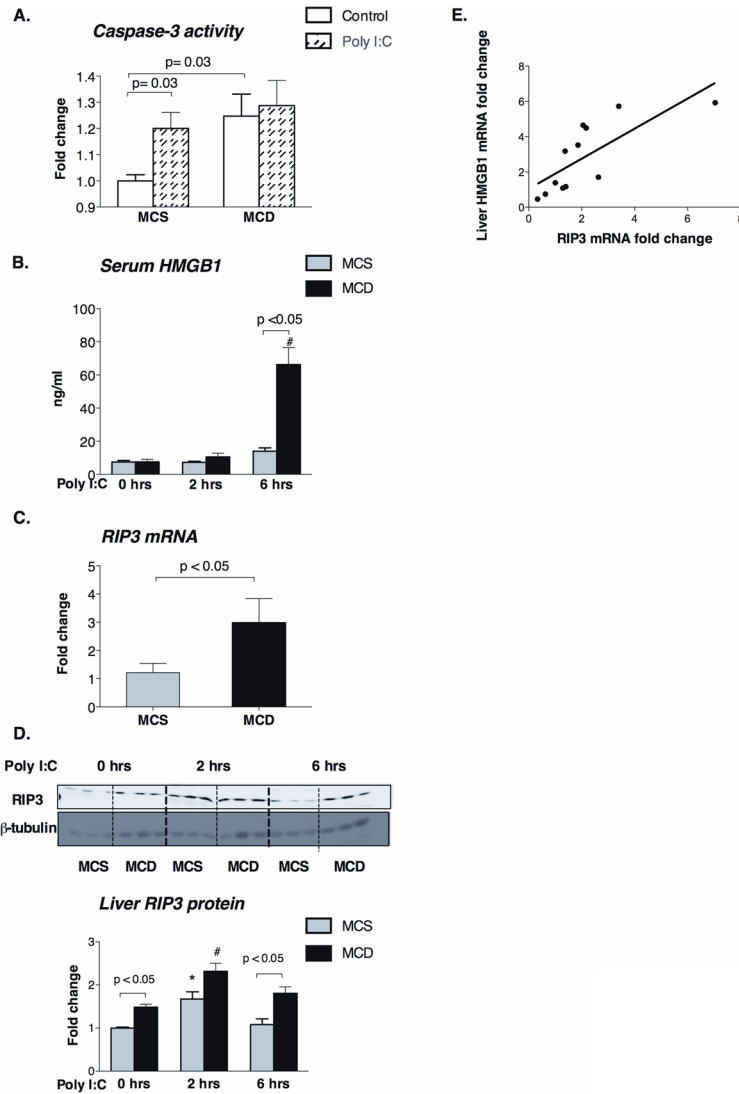 A.
Caspase-3 activity
Control
Poly I:C
p= 0.03
p= 0.03
Fold change
1.4
1.3
1.2
1.1
1.0
0.9
MCS
MCD
B.
Serum HMGB1
MCS
MCD
p <0.05
#
ng/ml
100
80
60
40
20
0
Poly I:C
0 hrs
2 hrs
6 hrs
C.
RIP3 mRNA
p < 0.05
Fold change
5
4
3
2
1
0
MCS
MCD
D.
Poly I:C
0 hrs
2 hrs
6 hrs
RIP3
β-tubulin
MCS
MCD
MCS
MCD
MCS
MCD
Liver RIP3 protein
MCS
MCD
p < 0.05
*
#
p < 0.05
Fold change
3
2
1
0
Poly I:C
0 hrs
2 hrs
6 hrs
E.
Liver HMGB1 mRNA fold change
8
6
4
2
0
0
2
4
6
8
RIP3 mRNA fold change